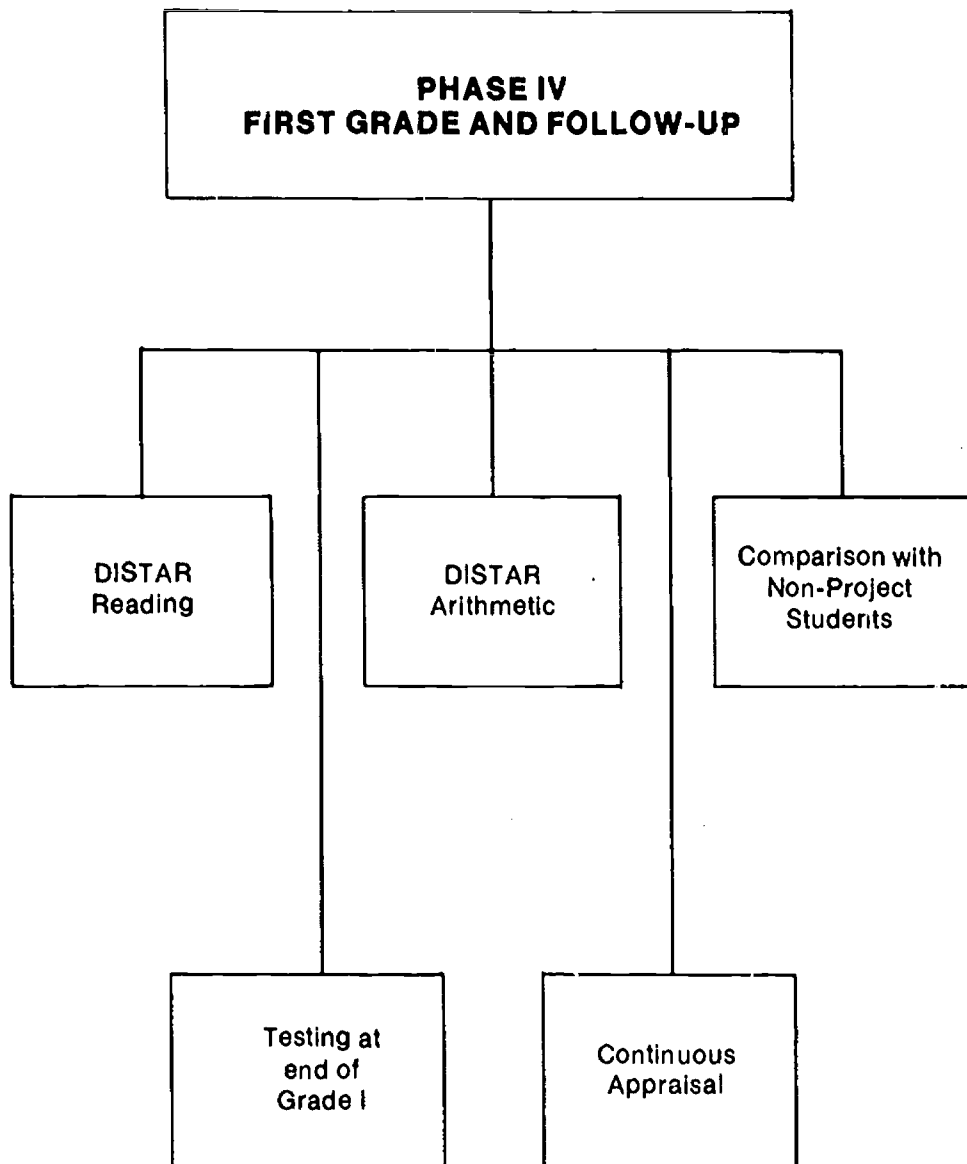 PHASE IV
FIRST GRADE AND FOLLOW-UP
DISTAR
Reading
DISTAR
Arithmetic
Comparison with
Non-Project
Students
Testing at
end of
Grade I
Continuous
Appraisal